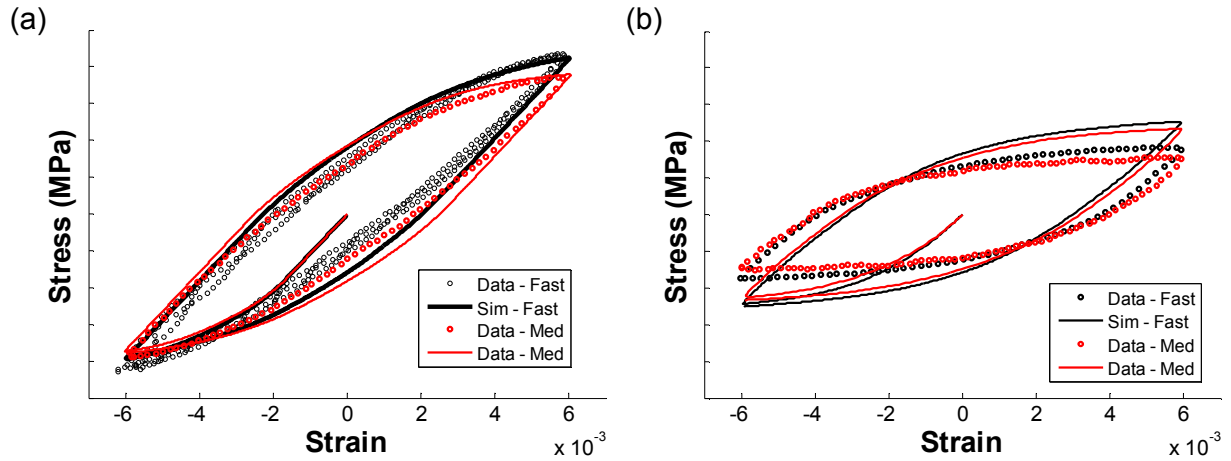 (a)
Stress (MPa)
Data - Fast
Sim - Fast
Data - Med
Data - Med
-6 -4 -2 0 2 4 6
Strain
x 10⁻³
(b)
Stress (MPa)
Data - Fast
Sim - Fast
Data - Med
Data - Med
-6 -4 -2 0 2 4 6
Strain
x 10⁻³